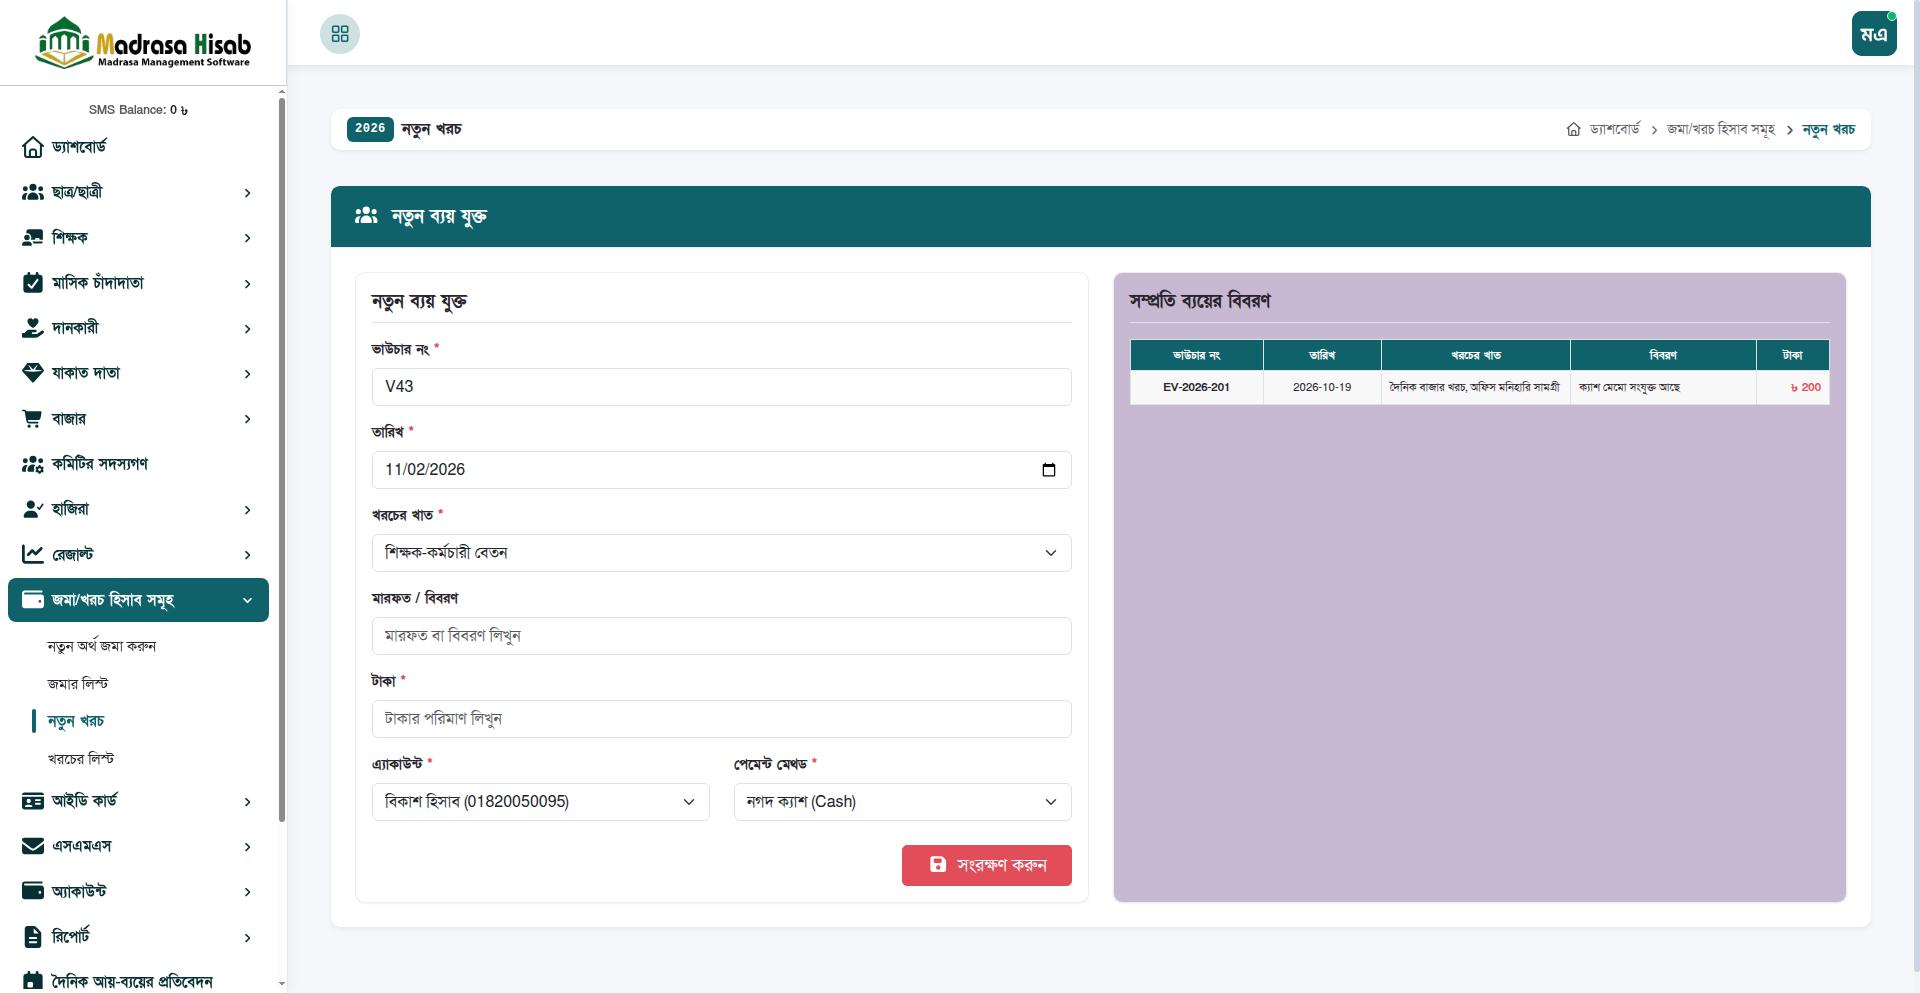 Madrasa Hisab
Madrasa Management Software
SMS Balance: 0 ৳
ড্যাশবোর্ড
ছাত্র/ছাত্রী
শিক্ষক
মাসিক চাঁদাদাতা
দানকারী
যাকাত দাতা
বাজার
কমিটির সদস্যগণ
হাজিরা
রেজাল্ট
জমা/খরচ হিসাব সমূহ
নতুন অর্থ জমা করুন
জমার লিস্ট
নতুন খরচ
খরচের লিস্ট
আইডি কার্ড
এসএমএস
অ্যাকাউন্ট
রিপোর্ট
দৈনিক আয়-ব্যয়ের প্রতিবেদন
মএ
2026 নতুন খরচ
ড্যাশবোর্ড > জমা/খরচ হিসাব সমূহ > নতুন খরচ
নতুন ব্যয় যুক্ত
নতুন ব্যয় যুক্ত
ভাউচার নং *
V43
তারিখ *
11/02/2026
খরচের খাত *
শিক্ষক-কর্মচারী বেতন
মারফত / বিবরণ
মারফত বা বিবরণ লিখুন
টাকা *
টাকার পরিমাণ লিখুন
এ্যাকাউন্ট * পেমেন্ট মেথড *
বিকাশ হিসাব (01820050095) নগদ ক্যাশ (Cash)
সংরক্ষণ করুন
সম্প্রতি ব্যয়ের বিবরণ
ভাউচার নং তারিখ খরচের খাত বিবরণ টাকা
EV-2026-201 2026-10-19 দৈনিক বাজার খরচ, অফিস মনিহারি সামগ্রী ক্যাশ মেমো সংযুক্ত আছে ৳ 200